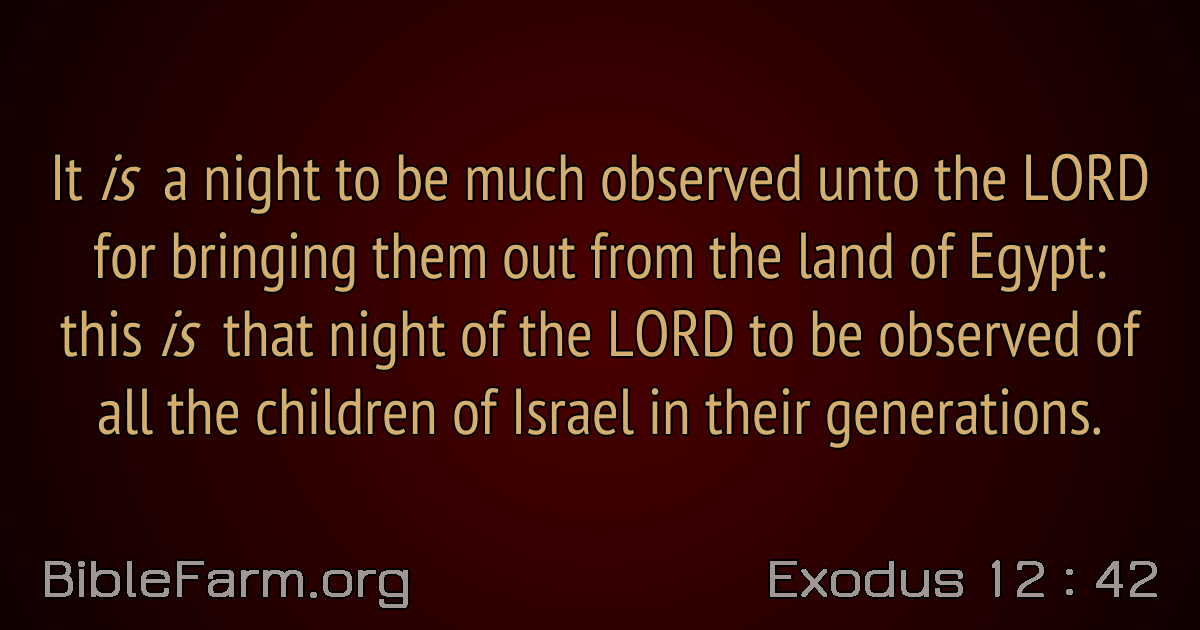 It is a night to be much observed unto the LORD
for bringing them out from the land of Egypt:
this is that night of the LORD to be observed of
all the children of Israel in their generations.
BibleFarm.org
Exodus 12 : 42